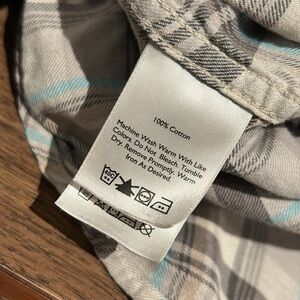 100% Cotton
Machine Wash Warm With Like
Colors. Do Not Bleach. Tumble
Dry. Remove Promptly. Warm
Iron As Desired.